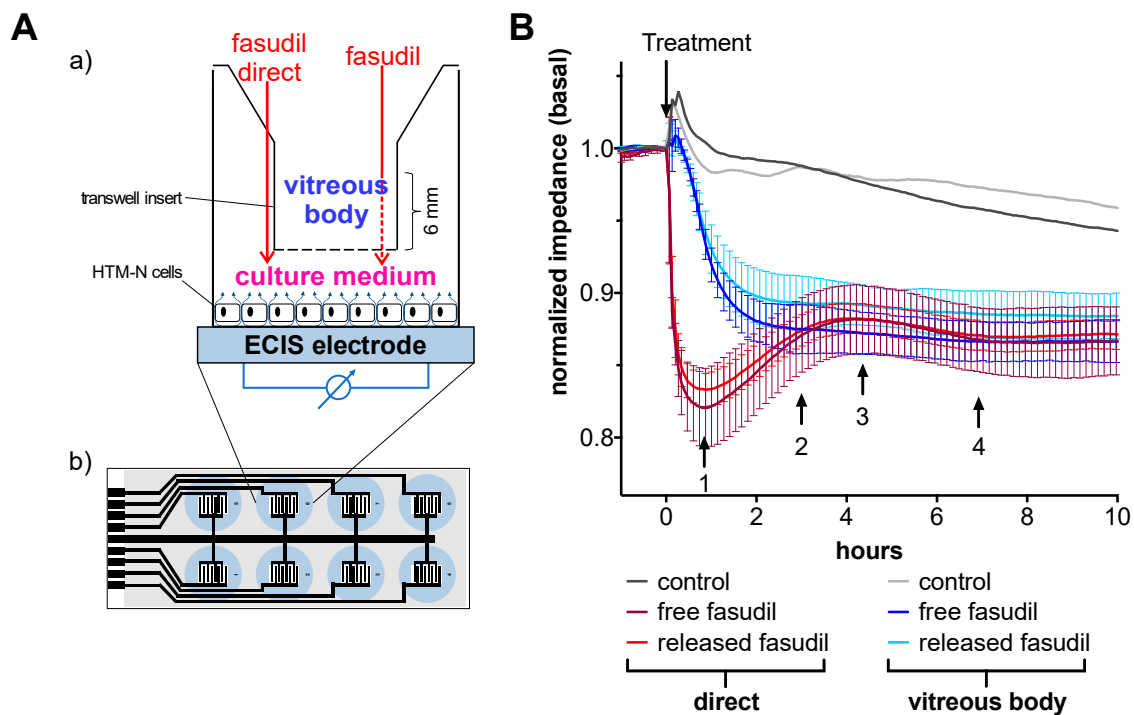 A
a)
fasudil
direct
fasudil
transwell insert
vitreous
body
6 mm
HTM-N cells
culture medium
ECIS electrode
b)
B
Treatment
normalized impedance (basal)
1.0
0.9
0.8
1
2
3
4
0 2 4 6 8 10
hours
control
free fasudil
released fasudil
direct
control
free fasudil
released fasudil
vitreous body